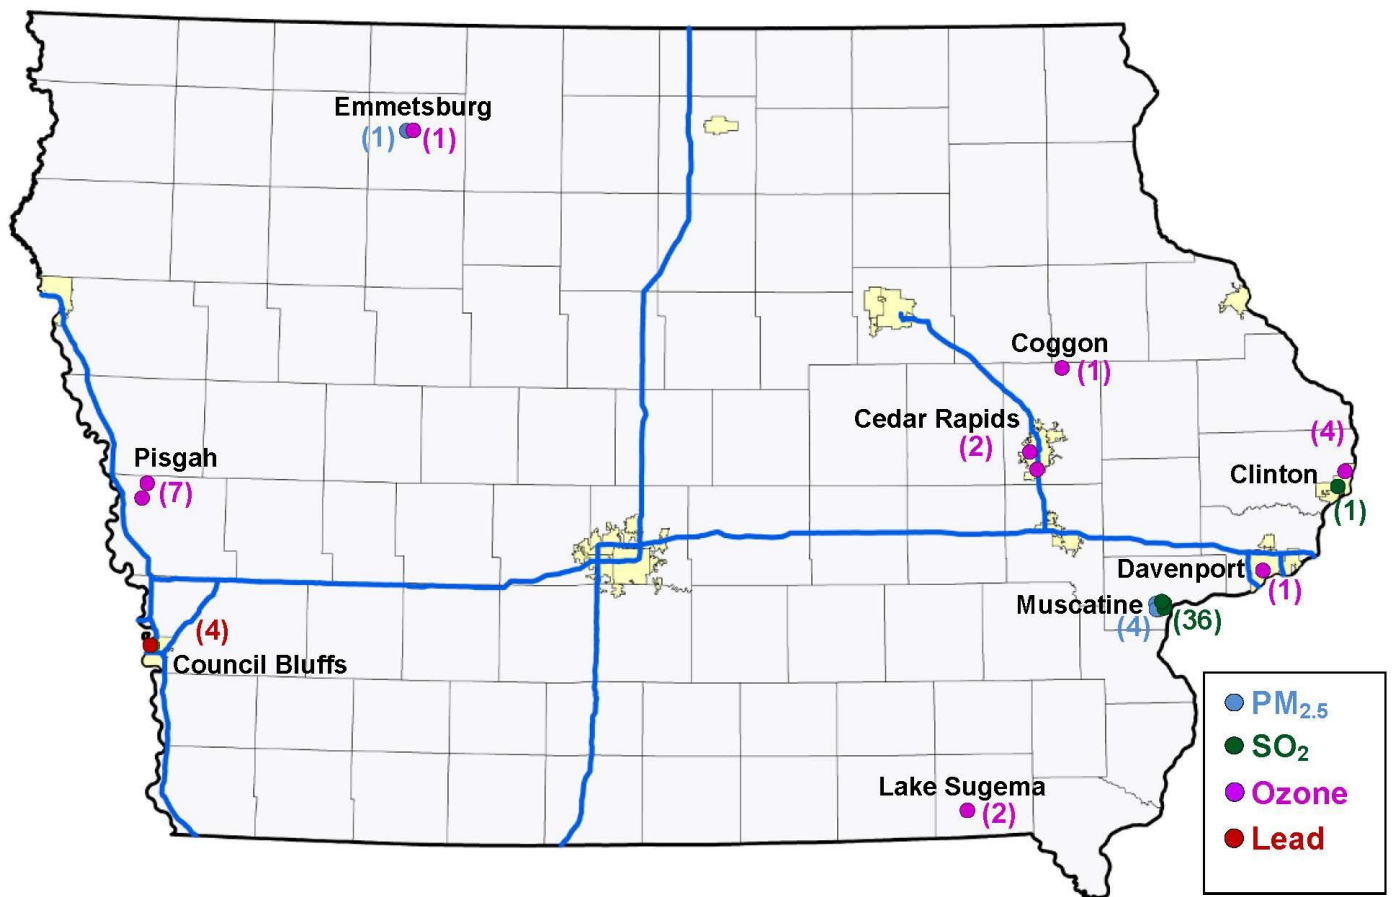 Emmetsburg
(1) (1)
Coggon
(1)
Cedar Rapids
(2)
(4)
Clinton
(1)
Pisgah
(7)
Davenport
(1)
Muscatine
(4) (36)
(4)
Council Bluffs
Lake Sugema
(2)
PM2.5
SO2
Ozone
Lead